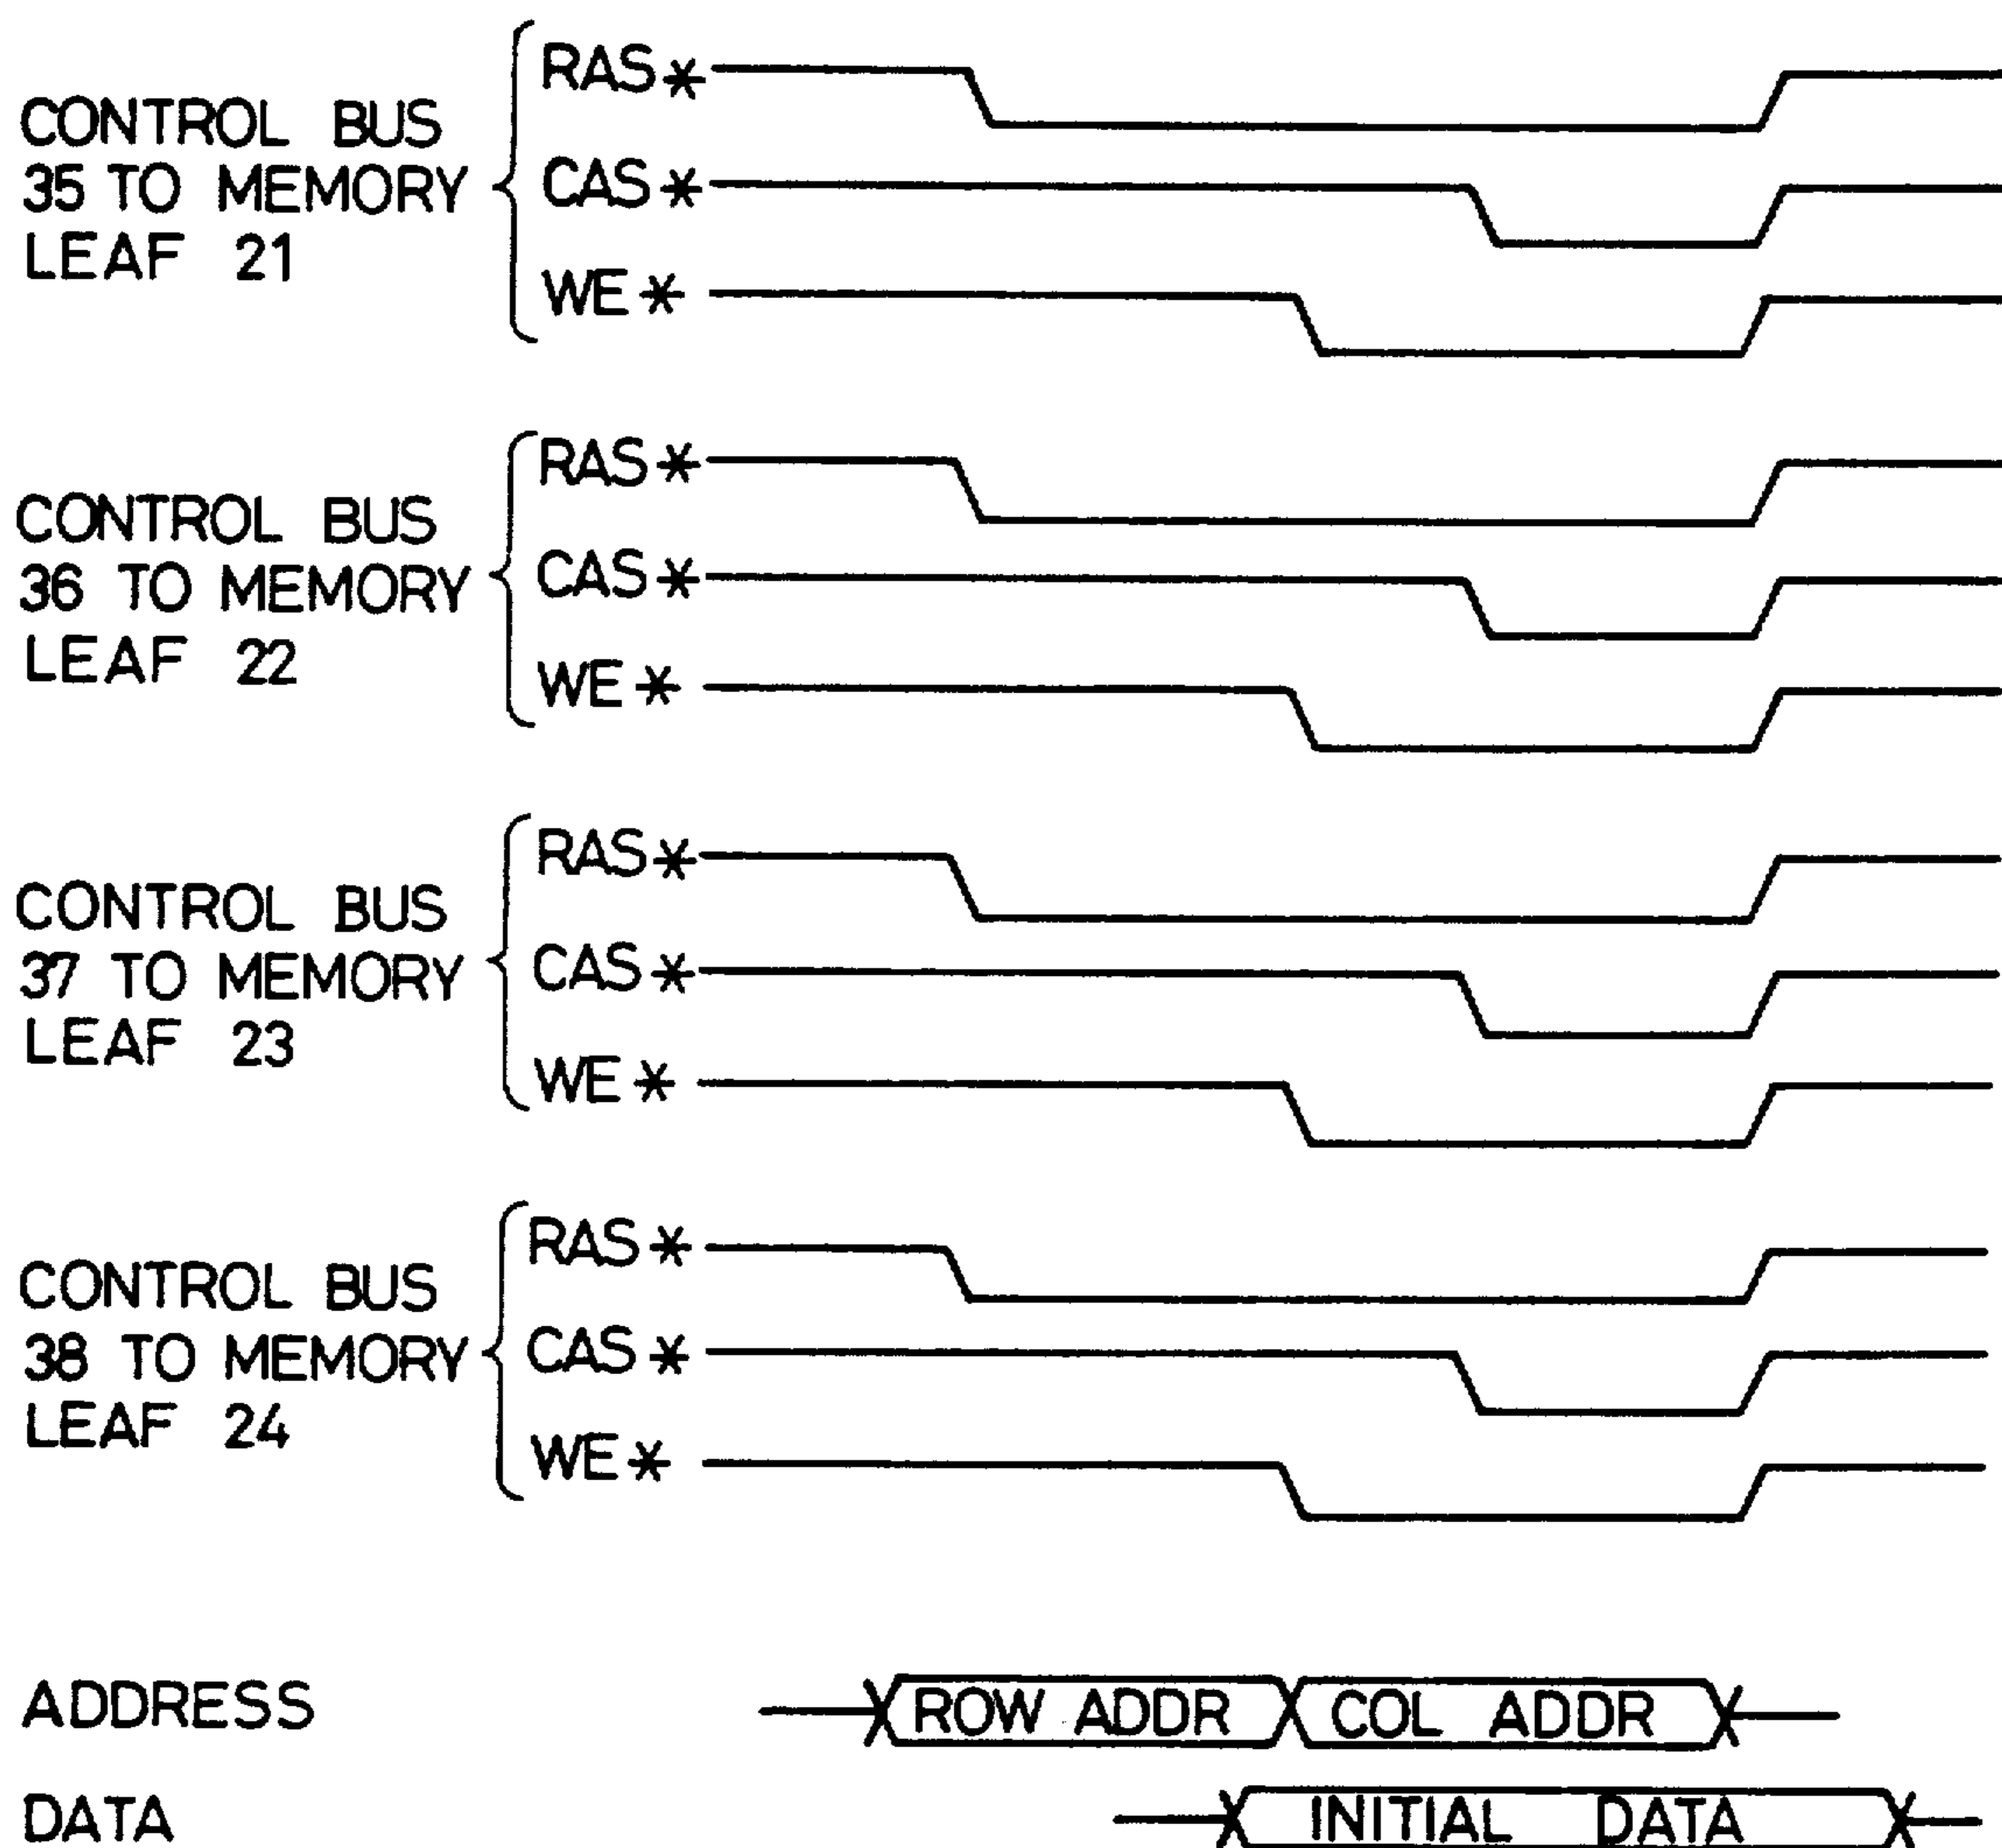 CONTROL BUS
35 TO MEMORY
LEAF 21
RAS*
CAS*
WE*
CONTROL BUS
36 TO MEMORY
LEAF 22
RAS*
CAS*
WE*
CONTROL BUS
37 TO MEMORY
LEAF 23
RAS*
CAS*
WE*
CONTROL BUS
38 TO MEMORY
LEAF 24
RAS*
CAS*
WE*
ADDRESS ROW ADDR COL ADDR
DATA INITIAL DATA